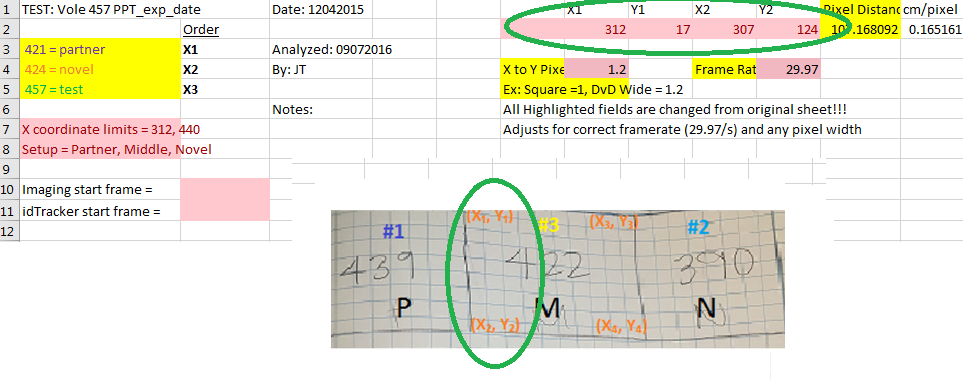 1 TEST: Vole 457 PPT_exp_date Date: 12042015 X1 Y1 X2 Y2 Pixel Distanc cm/pixel
2 Order 312 17 307 124 107.168092 0.165161
3 421 = partner X1 Analyzed: 09072016
4 424 = novel X2 By: JT X to Y Pixe 1.2 Frame Rat 29.97
5 457 = test X3 Ex: Square =1, DvD Wide = 1.2
6 Notes: All Highlighted fields are changed from original sheet!!!
7 X coordinate limits = 312, 440 Adjusts for correct framerate (29.97/s) and any pixel width
8 Setup = Partner, Middle, Novel
9
10 Imaging start frame =
11 idTracker start frame =
12
(X1, Y1) (X3, Y3)
#1 #3 #2
439 422 390
P M N
(X2, Y2) (X4, Y4)